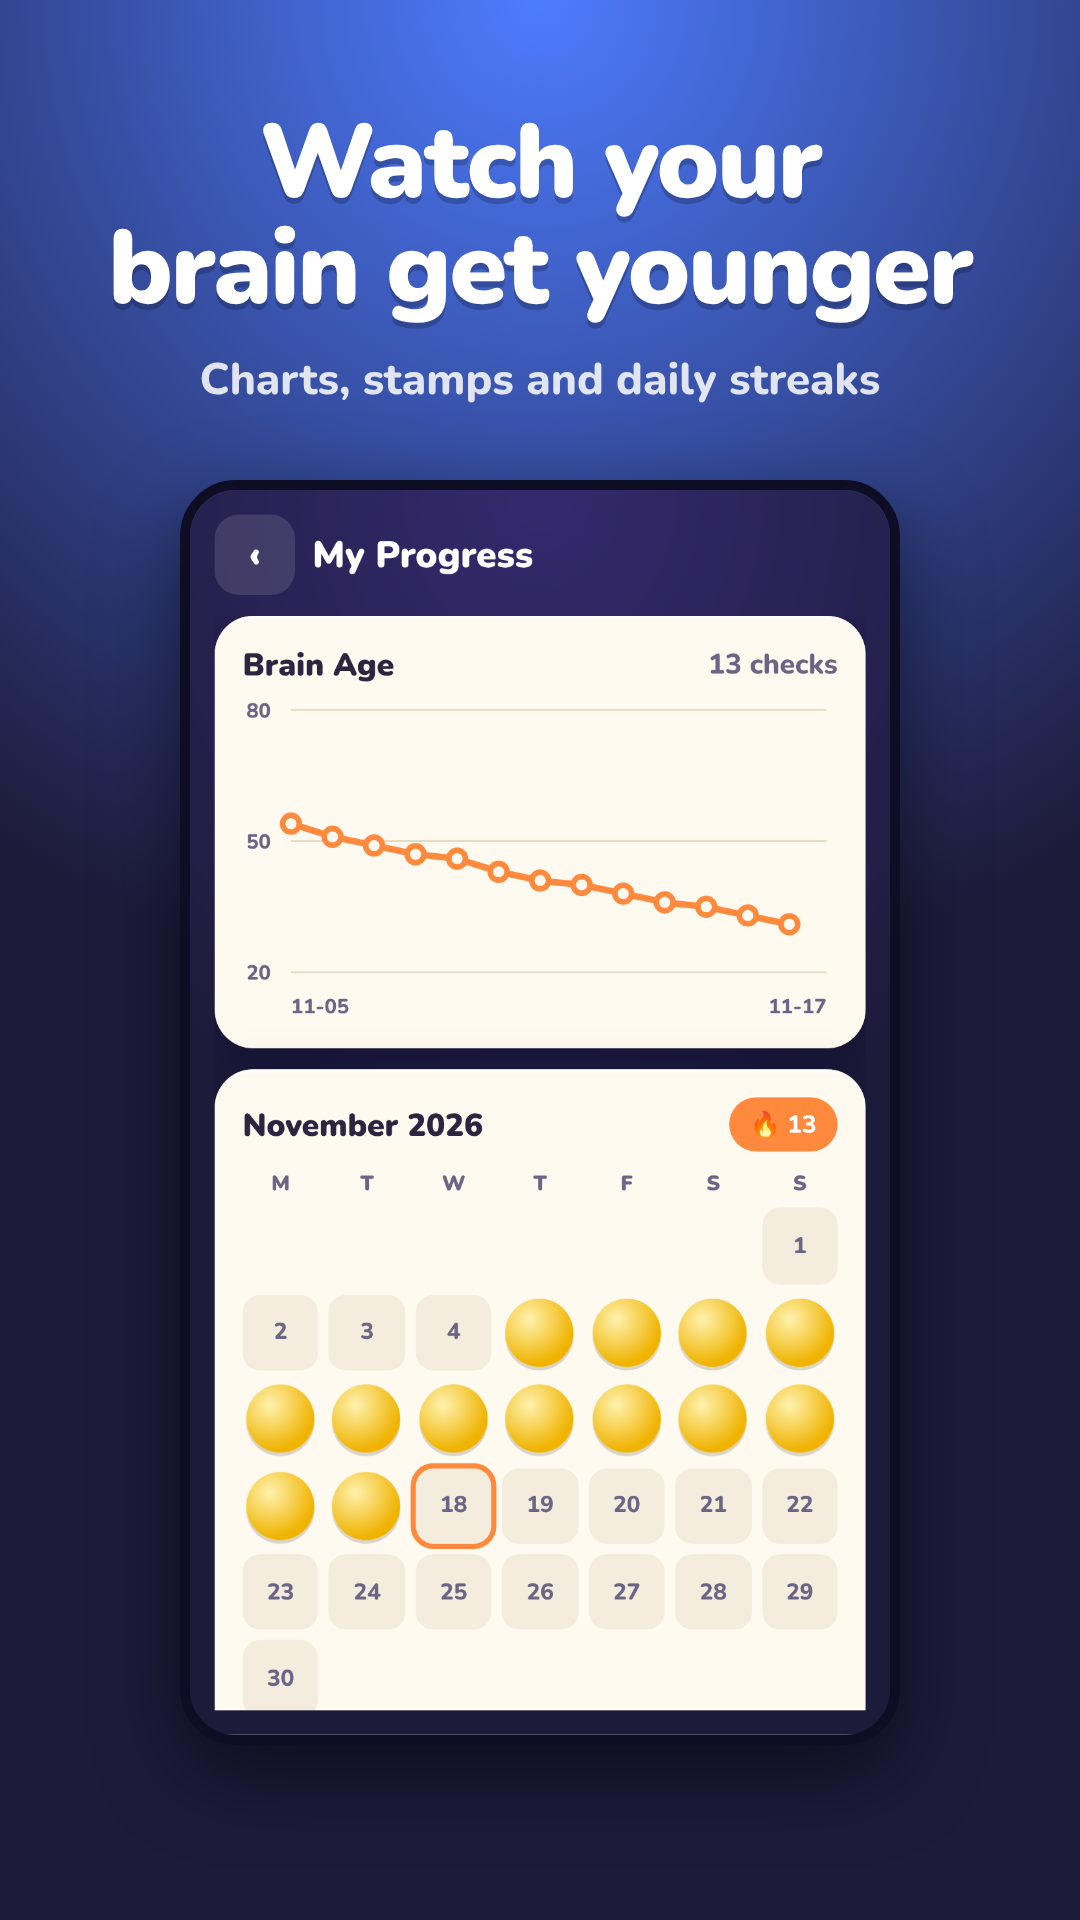 Watch your
brain get younger
Charts, stamps and daily streaks
‹ My Progress
Brain Age 13 checks
80
50
20
11-05 11-17
November 2026 🔥 13
M T W T F S S
1
2 3 4
18 19 20 21 22
23 24 25 26 27 28 29
30